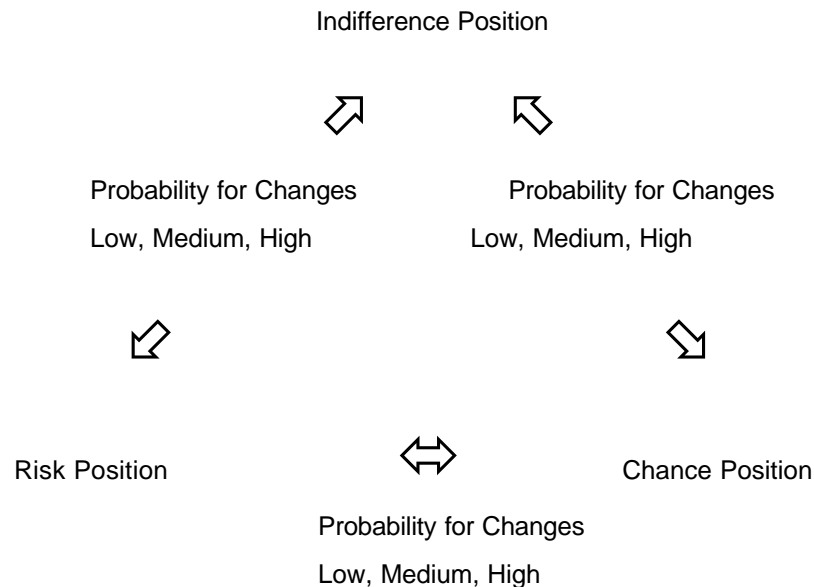 Indifference Position
Probability for Changes
Low, Medium, High
Probability for Changes
Low, Medium, High
Risk Position
Chance Position
Probability for Changes
Low, Medium, High